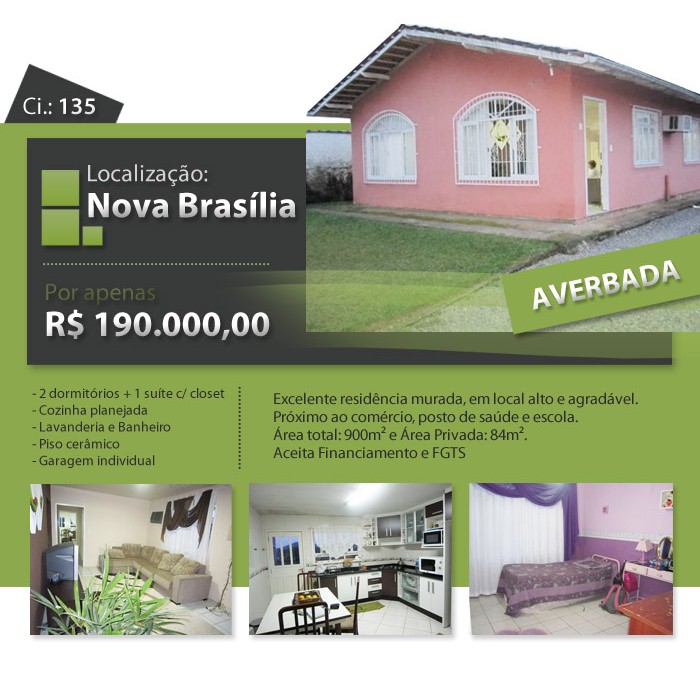 Ci.: 135
Localização:
Nova Brasília
Por apenas
R$ 190.000,00
AVERBADA
- 2 dormitórios + 1 suíte c/ closet
- Cozinha planejada
- Lavanderia e Banheiro
- Piso cerâmico
- Garagem individual
Excelente residência murada, em local alto e agradável.
Próximo ao comércio, posto de saúde e escola.
Área total: 900m² e Área Privada: 84m².
Aceita Financiamento e FGTS